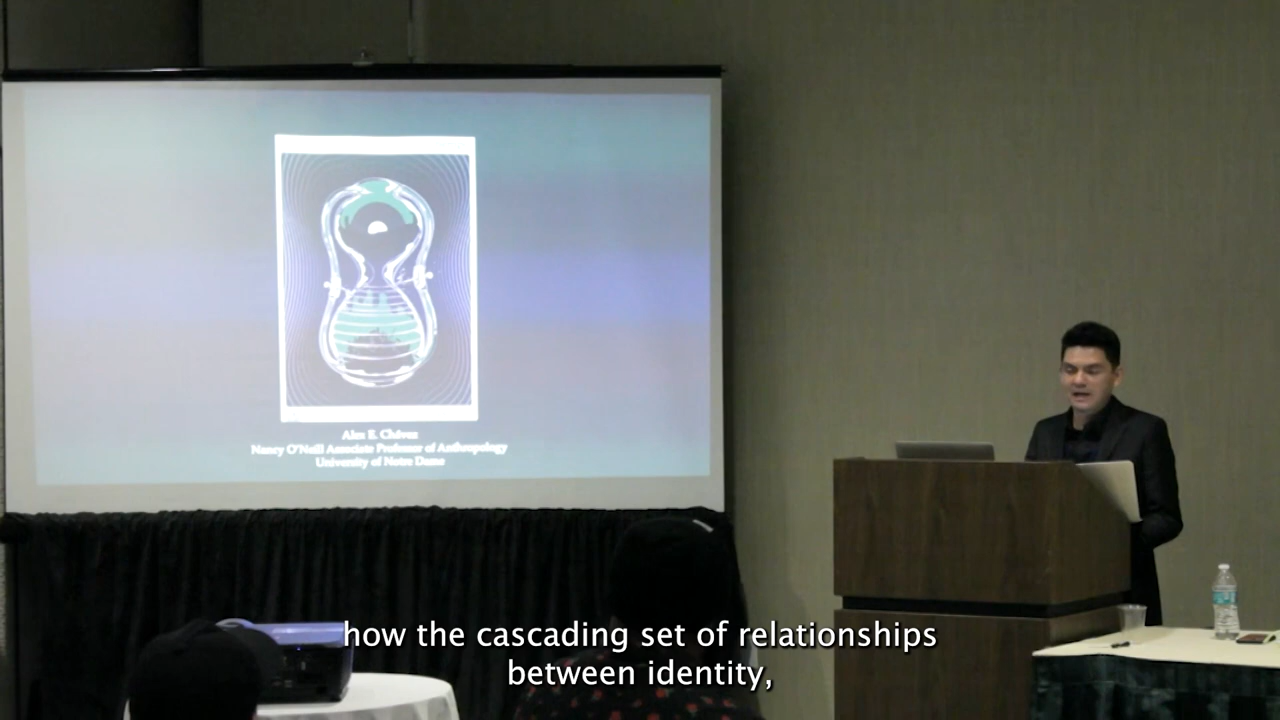 Alex E. Chávez
Nancy O'Neill Associate Professor of Anthropology
University of Notre Dame
how the cascading set of relationships
between identity,